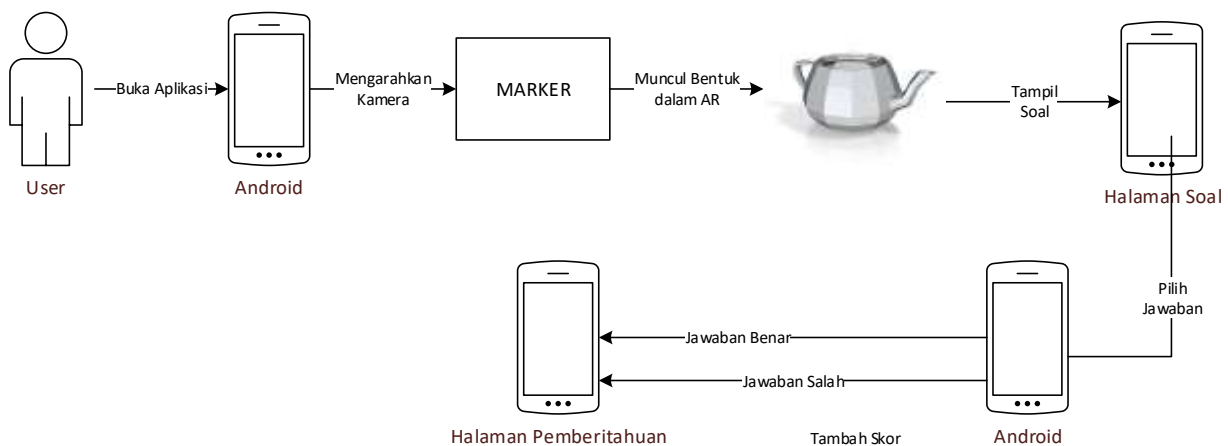 Buka Aplikasi
Mengarahkan
Kamera
MARKER
Muncul Bentuk
dalam AR
Tampil
Soal
User
Android
Halaman Soal
Pilih
Jawaban
Jawaban Benar
Jawaban Salah
Halaman Pemberitahuan
Tambah Skor
Android